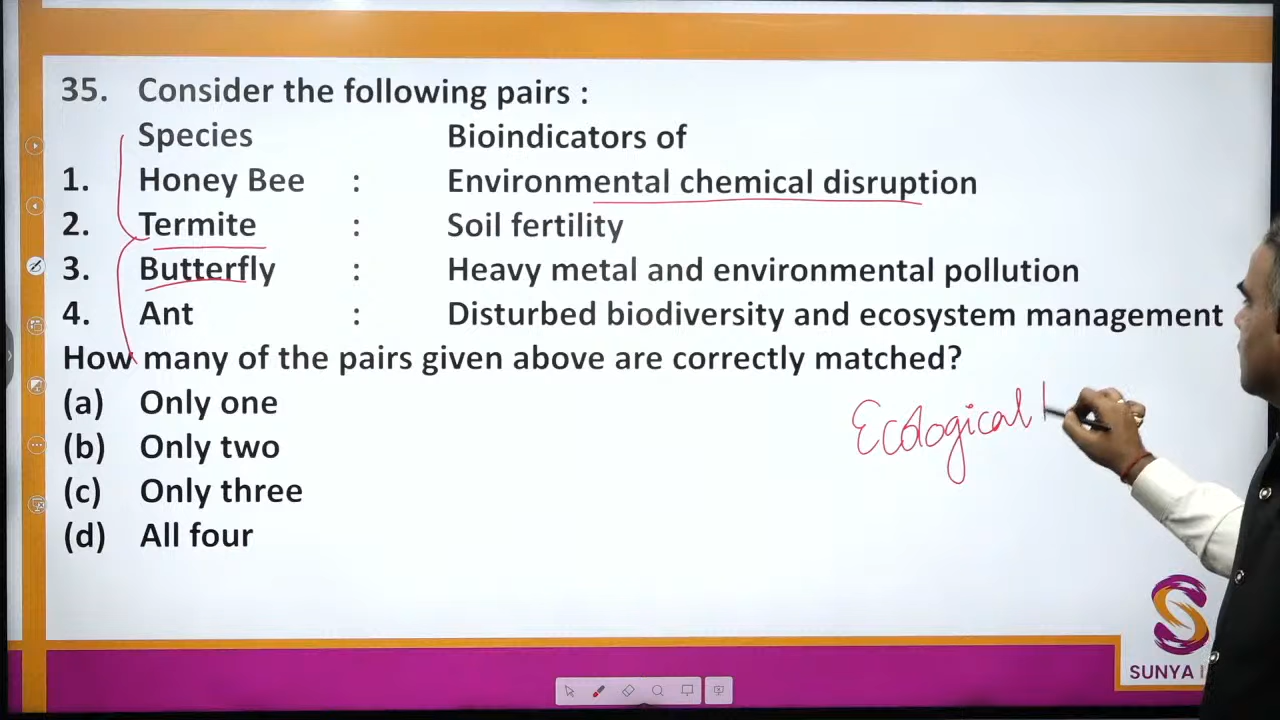 35. Consider the following pairs :
Species Bioindicators of
1. Honey Bee : Environmental chemical disruption
2. Termite : Soil fertility
3. Butterfly : Heavy metal and environmental pollution
4. Ant : Disturbed biodiversity and ecosystem management
How many of the pairs given above are correctly matched?
(a) Only one
Ecological
(b) Only two
(c) Only three
(d) All four
SUNYA